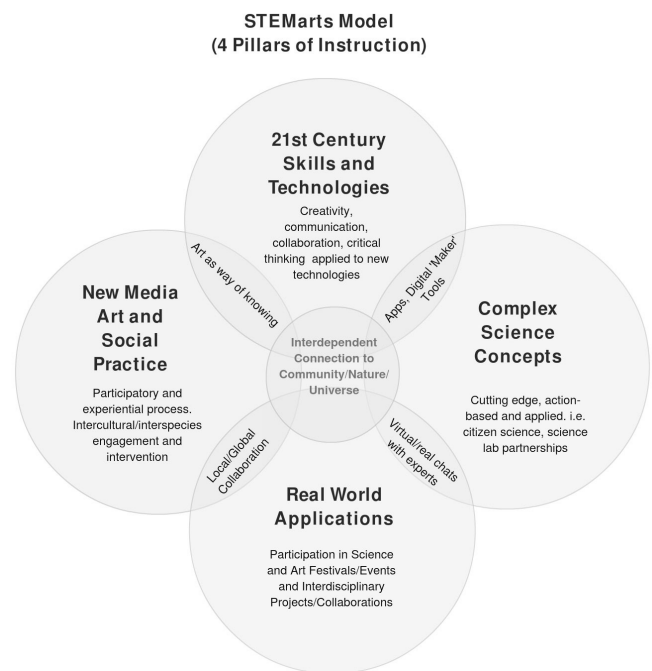 STEMarts Model
(4 Pillars of Instruction)
21st Century
Skills and
Technologies
Creativity,
communication,
collaboration, critical
thinking applied to new
technologies
Art as way of knowing
Apps, Digital 'Maker'
Tools
New Media
Art and
Social
Practice
Participatory and
experiential process.
Intercultural/interspecies
engagement and
intervention
Interdependent
Connection to
Community/Nature/
Universe
Complex
Science
Concepts
Cutting edge, action-
based and applied. i.e.
citizen science, science
lab partnerships
Local/Global
Collaboration
Virtual/real chats
with experts
Real World
Applications
Participation in Science
and Art Festivals/Events
and Interdisciplinary
Projects/Collaborations